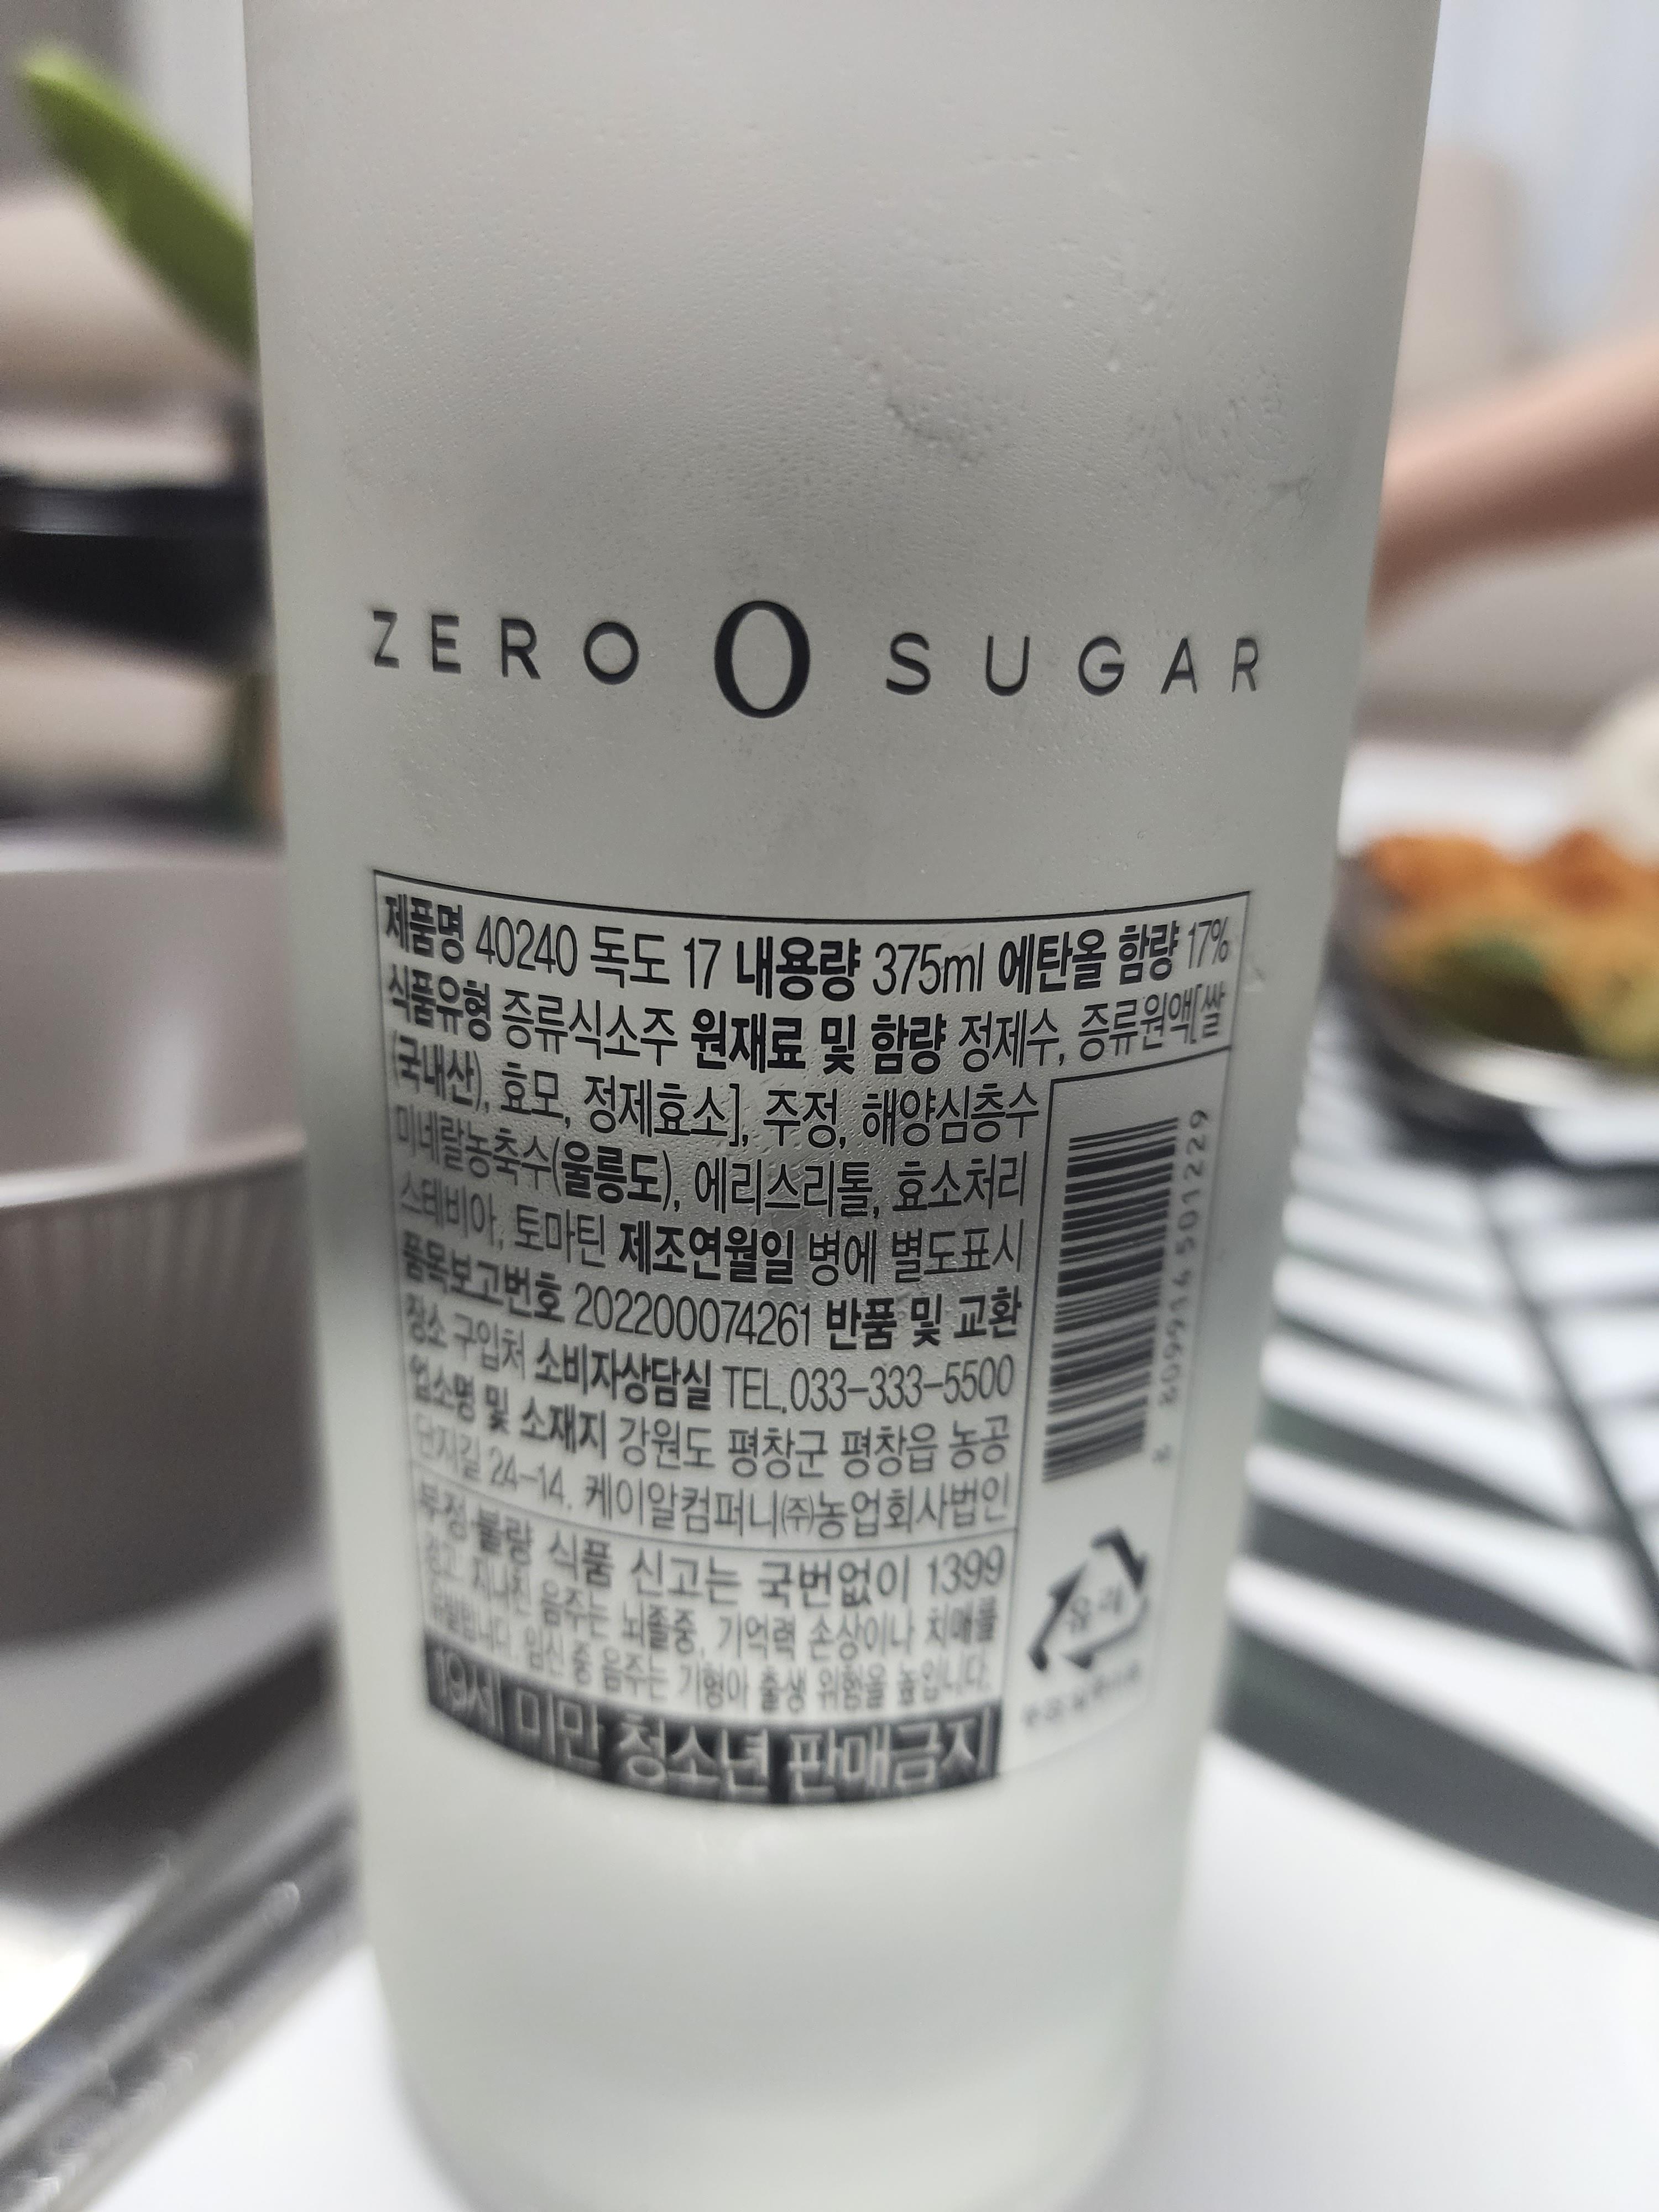 ZERO 0 SUGAR
제품명 40240 독도 17 내용량 375ml 에탄올 함량 17%
식품유형 증류식소주 원재료 및 함량 정제수, 증류원액[쌀
(국내산), 효모, 정제효소], 주정, 해양심층수
미네랄농축수(울릉도), 에리스리톨, 효소처리
스테비아, 토마틴 제조연월일 병에 별도표시
품목보고번호 202200074261 반품 및 교환
장소 구입처 소비자상담실 TEL.033-333-5500
업소명 및 소재지 강원도 평창군 평창읍 농공
단지길 24-14. 케이알컴퍼니㈜농업회사법인
부정·불량 식품 신고는 국번없이 1399
경고: 지나친 음주는 뇌졸중, 기억력 손상이나 치매를
유발합니다. 임신 중 음주는 기형아 출생 위험을 높입니다.
19세 미만 청소년 판매금지
8 809914 501229
유리